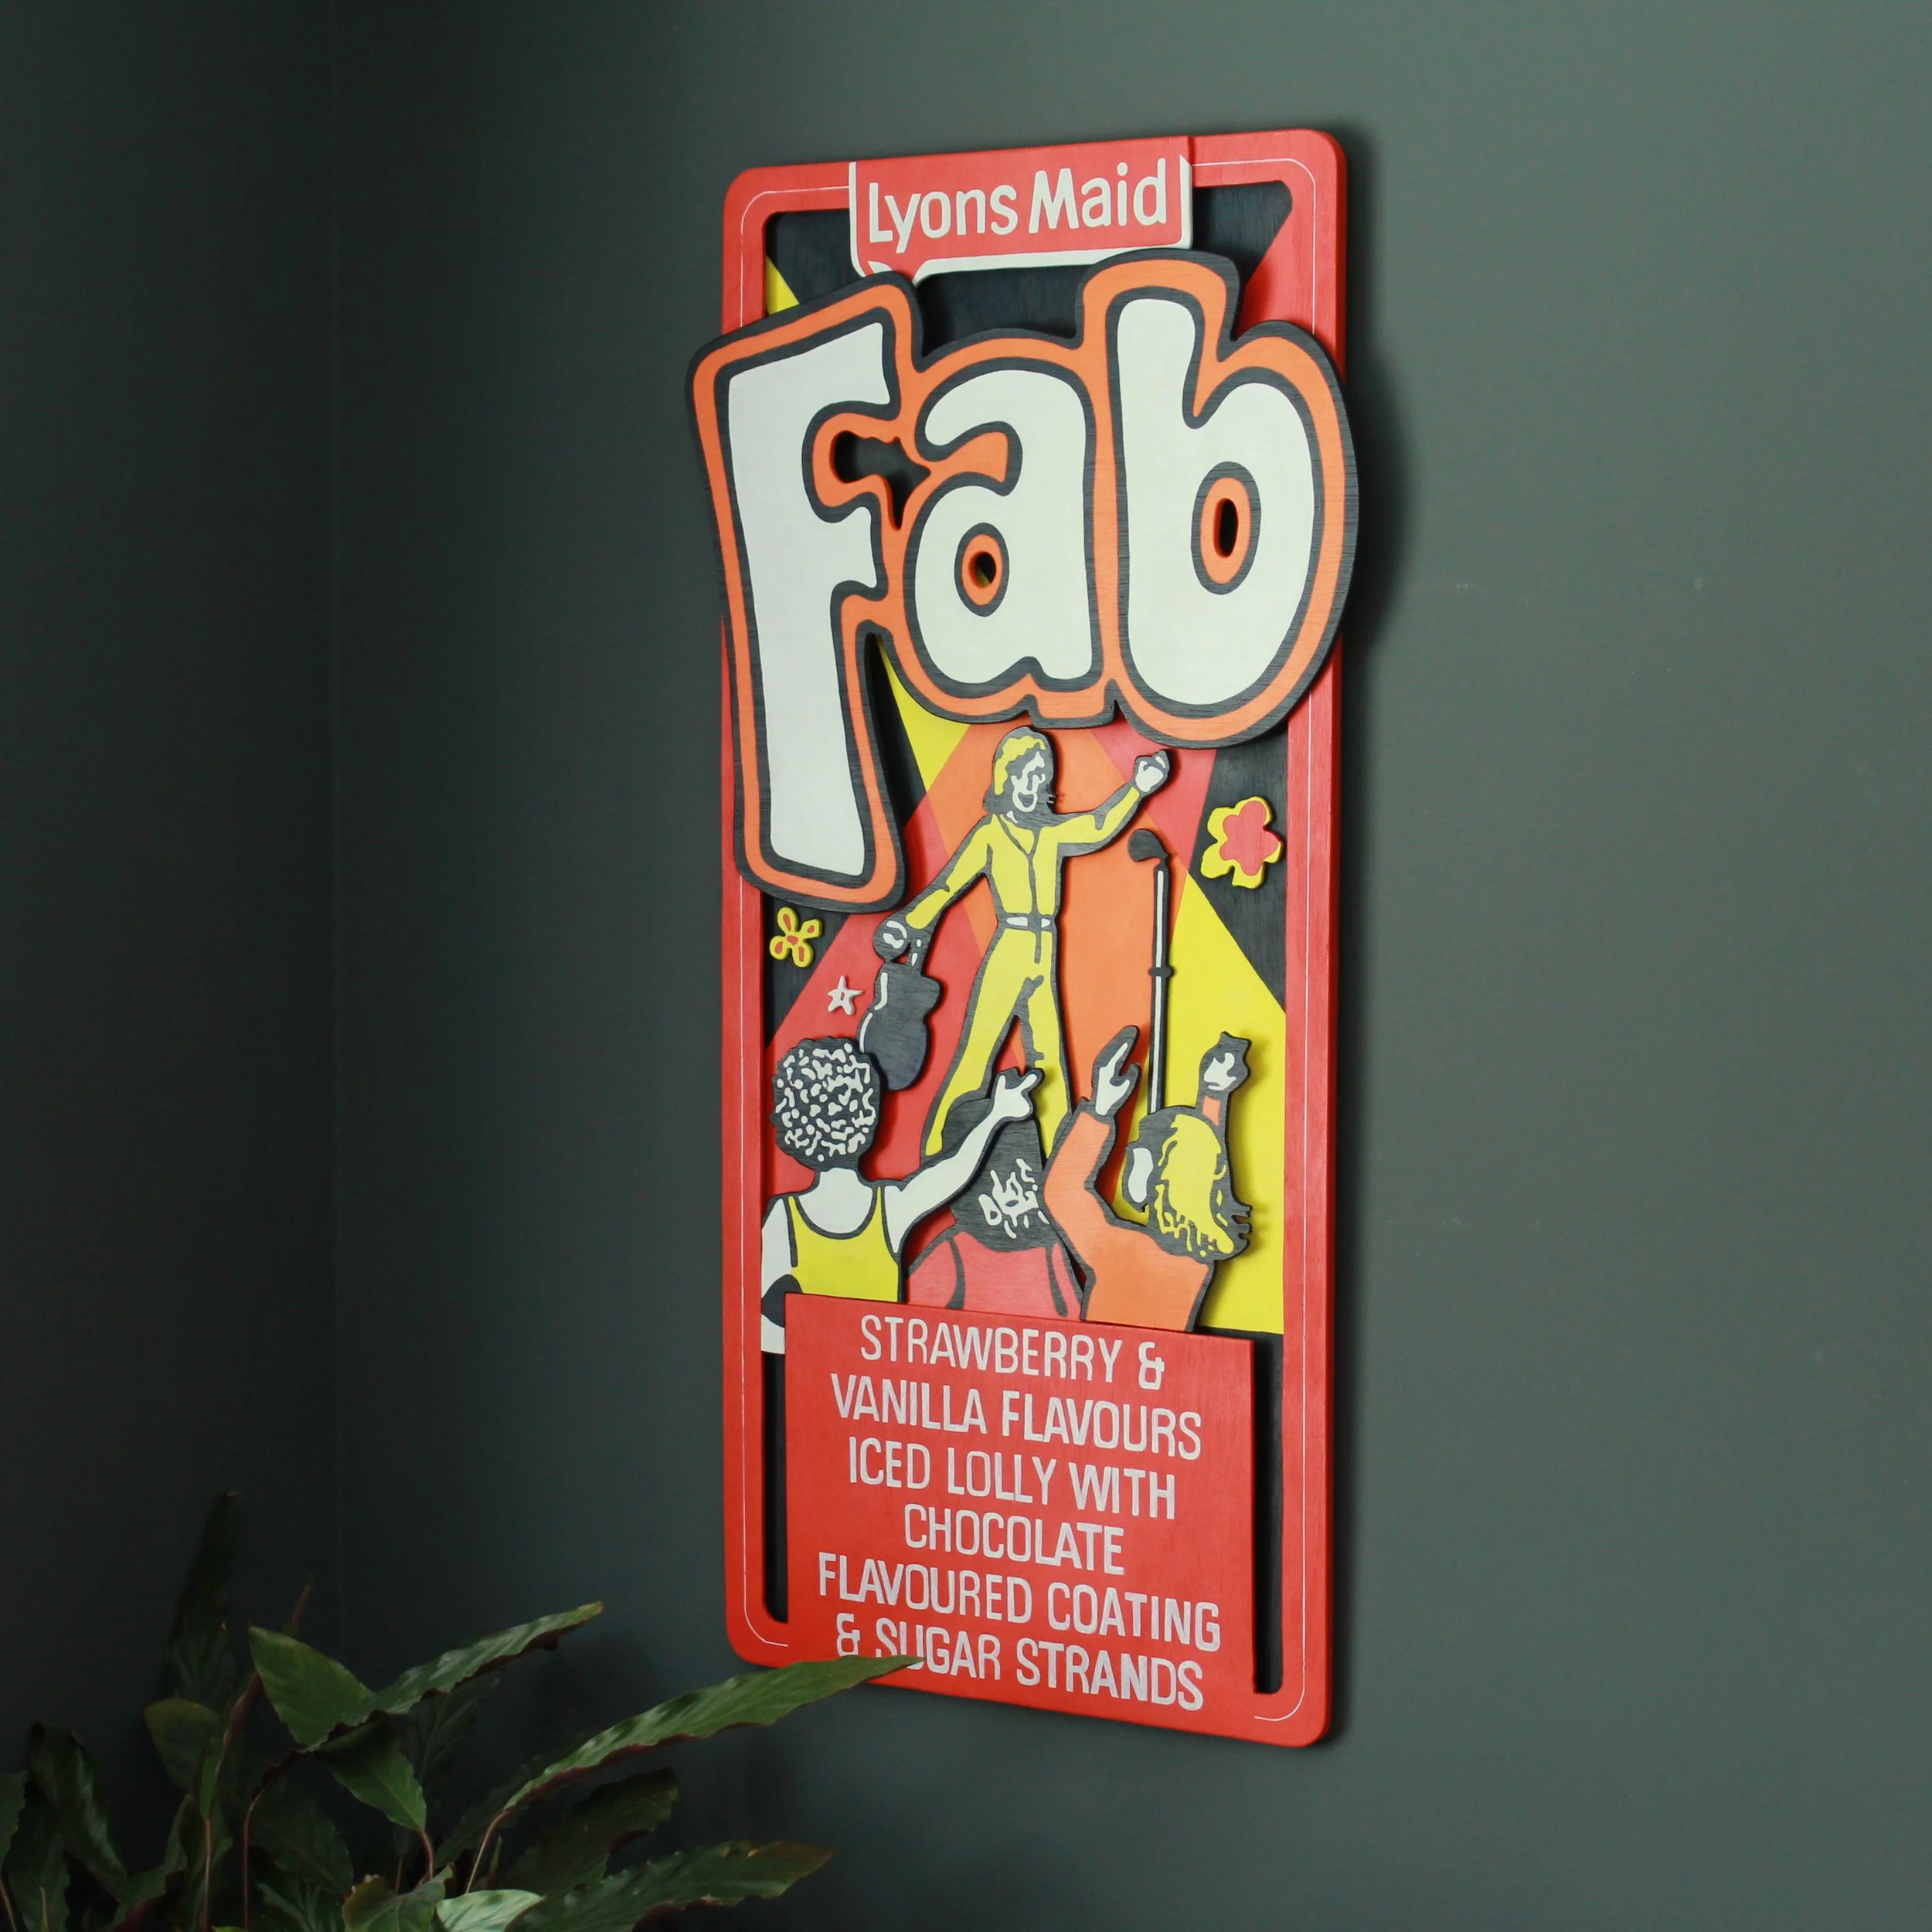 Lyons Maid
Fab
STRAWBERRY &
VANILLA FLAVOURS
ICED LOLLY WITH
CHOCOLATE
FLAVOURED COATING
& SUGAR STRANDS